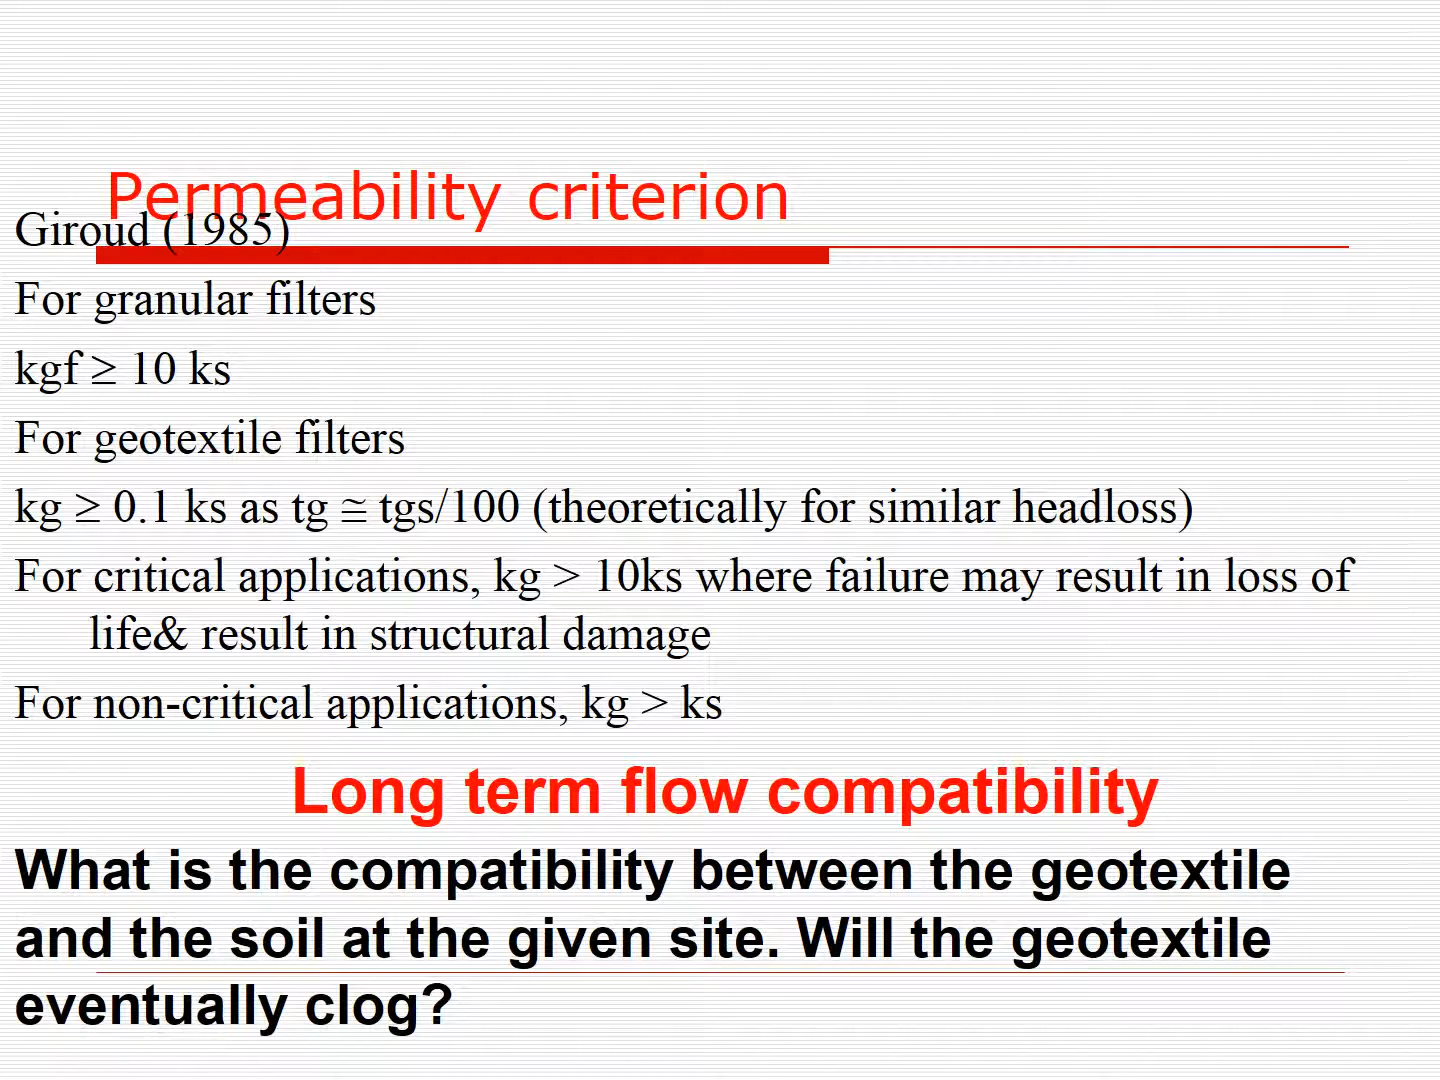 Permeability criterion
Giroud (1985)
For granular filters
kgf ≥ 10 ks
For geotextile filters
kg ≥ 0.1 ks as tg ≅ tgs/100 (theoretically for similar headloss)
For critical applications, kg > 10ks where failure may result in loss of
life& result in structural damage
For non-critical applications, kg > ks
Long term flow compatibility
What is the compatibility between the geotextile
and the soil at the given site. Will the geotextile
eventually clog?